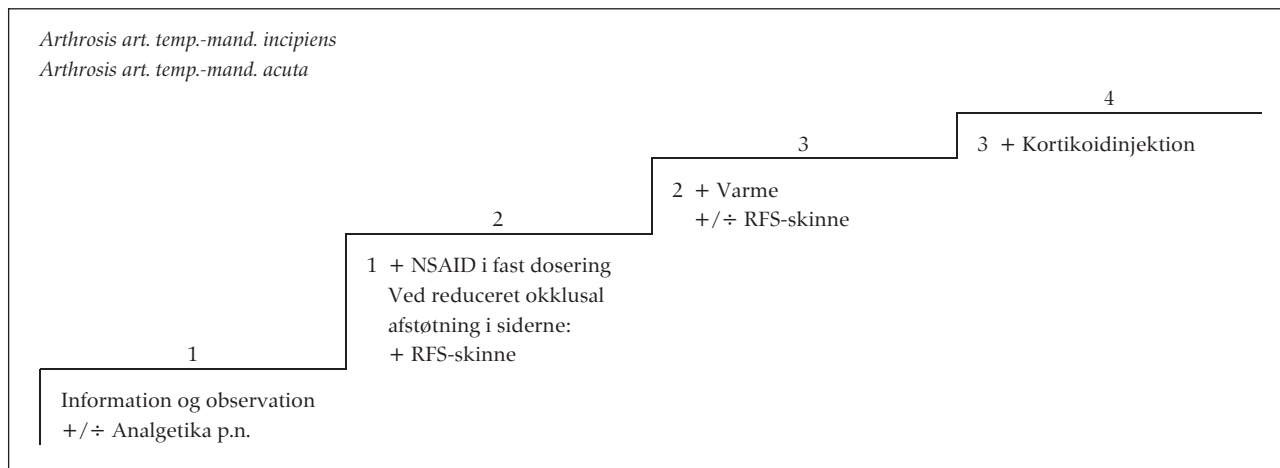 Arthrosis art. temp.-mand. incipiens
Arthrosis art. temp.-mand. acuta
1
Information og observation
+/÷ Analgetika p.n.
2
1 + NSAID i fast dosering
Ved reduceret okklusal
afstøtning i siderne:
+ RFS-skinne
3
2 + Varme
+/÷ RFS-skinne
4
3 + Kortikoidinjektion